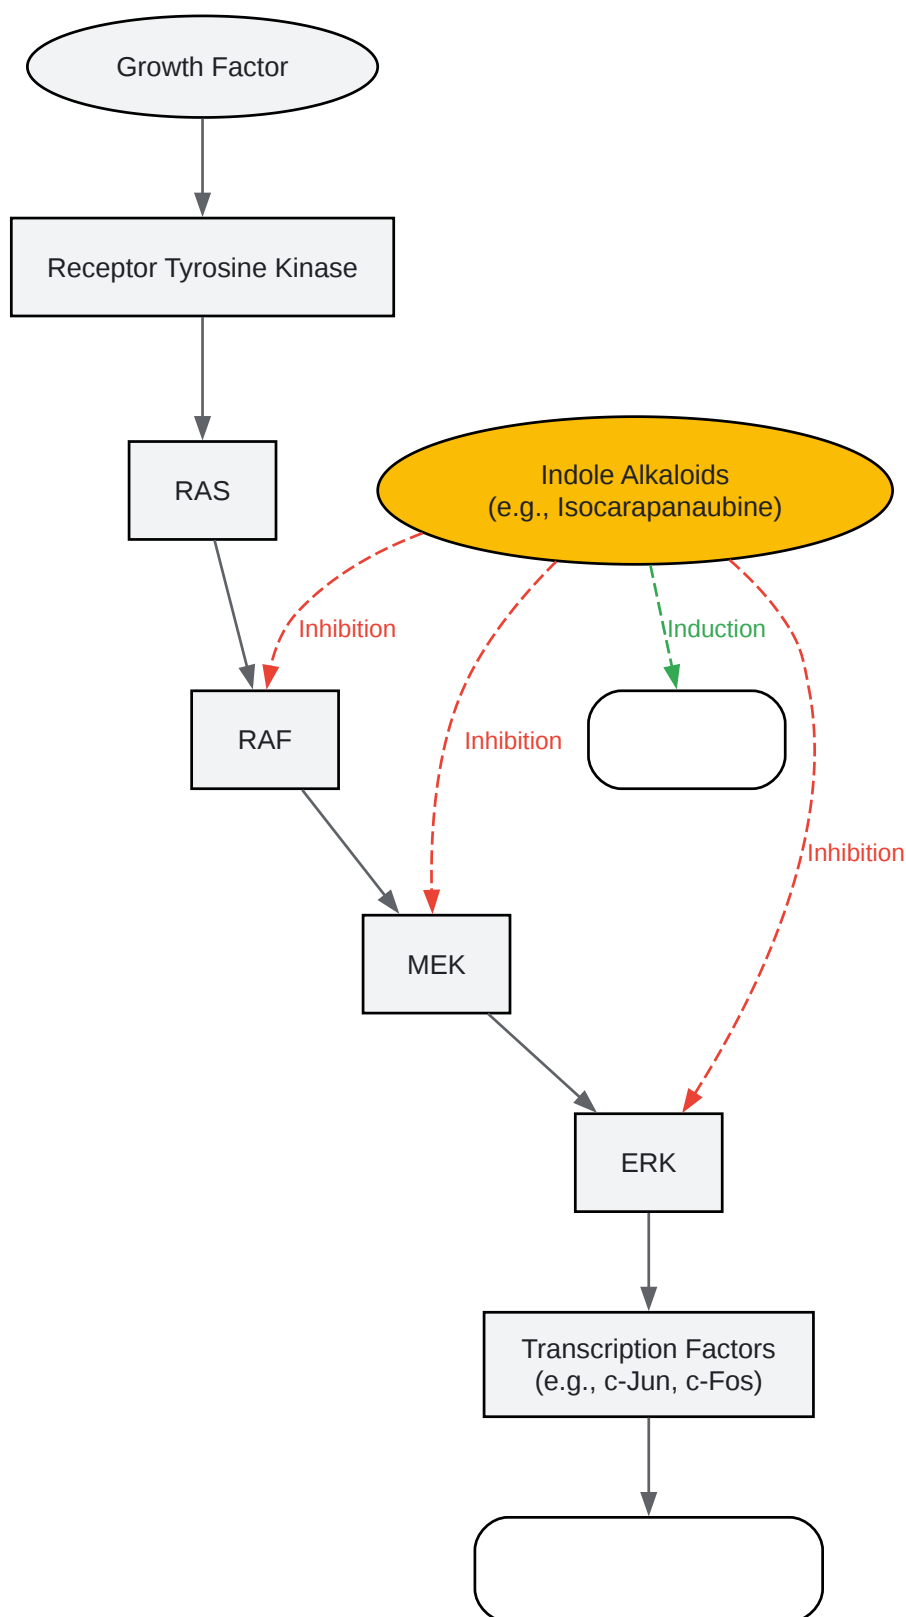 Growth Factor
Receptor Tyrosine Kinase
RAS
Indole Alkaloids
(e.g., Isocarapanaubine)
Inhibition
Induction
RAF
Inhibition
Inhibition
MEK
ERK
Transcription Factors
(e.g., c-Jun, c-Fos)